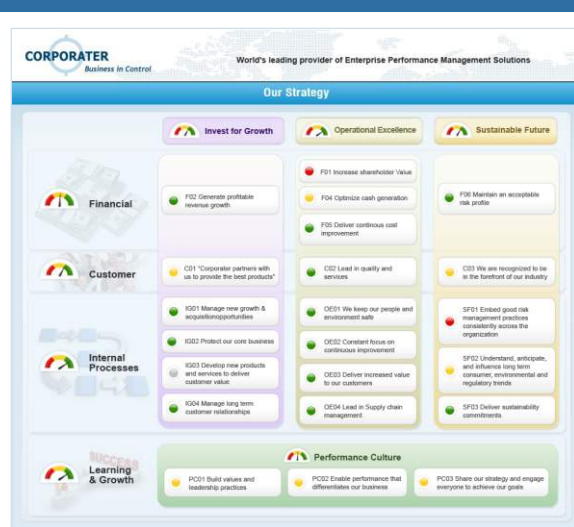 CORPORATER
Business in Control
World's leading provider of Enterprise Performance Management Solutions
Our Strategy
Invest for Growth
Operational Excellence
Sustainable Future
Financial
F02 Generate profitable
revenue growth
F01 Increase shareholder Value
F04 Optimize cash generation
F05 Deliver continous cost
improvement
F06 Maintain an acceptable
risk profile
Customer
C01 "Corporater partners with
us to provide the best products"
C02 Lead in quality and
services
C03 We are recognized to be
in the forefront of our industry
Internal
Processes
IG01 Manage new growth &
acquisitionopportunities
IG02 Protect our core business
IG03 Develop new products
and services to deliver
customer value
IG04 Manage long term
customer relationships
OE01 We keep our people and
environment safe
OE02 Constant focus on
continuous improvement
OE03 Deliver increased value
to our customers
OE04 Lead in Supply chain
management
SF01 Embed good risk
management practices
consistently across the
organization
SF02 Understand, anticipate,
and influence long term
consumer, environmental and
regulatory trends
SF03 Deliver sustainability
commitments
SUCCESS
Learning
& Growth
Performance Culture
PC01 Build values and
leadership practices
PC02 Enable performance that
differentiates our business
PC03 Share our strategy and engage
everyone to achieve our goals